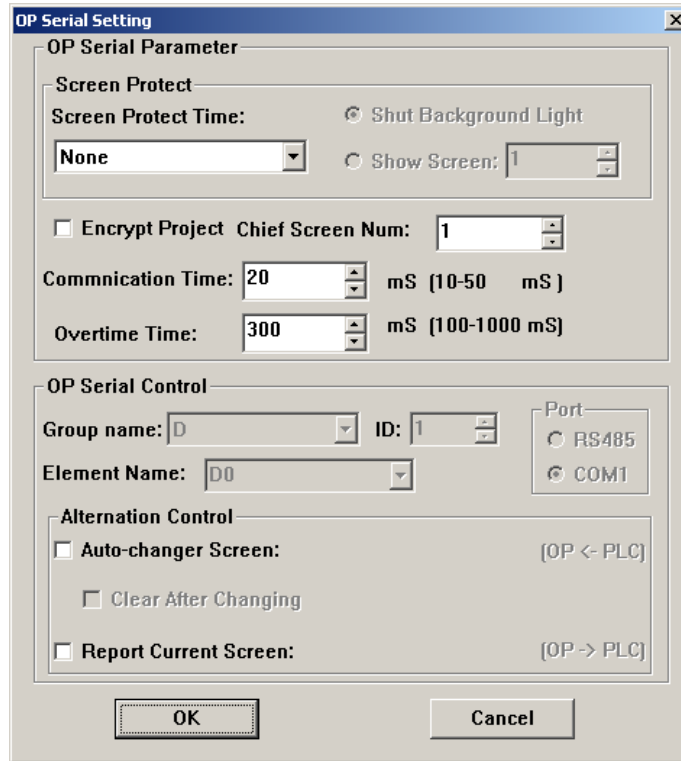 OP Serial Setting
OP Serial Parameter
Screen Protect
Screen Protect Time:
Shut Background Light
None
Show Screen: 1
Encrypt Project Chief Screen Num: 1
Commnication Time: 20 mS (10-50 mS )
Overtime Time: 300 mS (100-1000 mS)
OP Serial Control
Group name: D ID: 1
Port
RS485
COM1
Element Name: D0
Alternation Control
Auto-changer Screen: (OP <- PLC)
Clear After Changing
Report Current Screen: (OP -> PLC)
OK Cancel